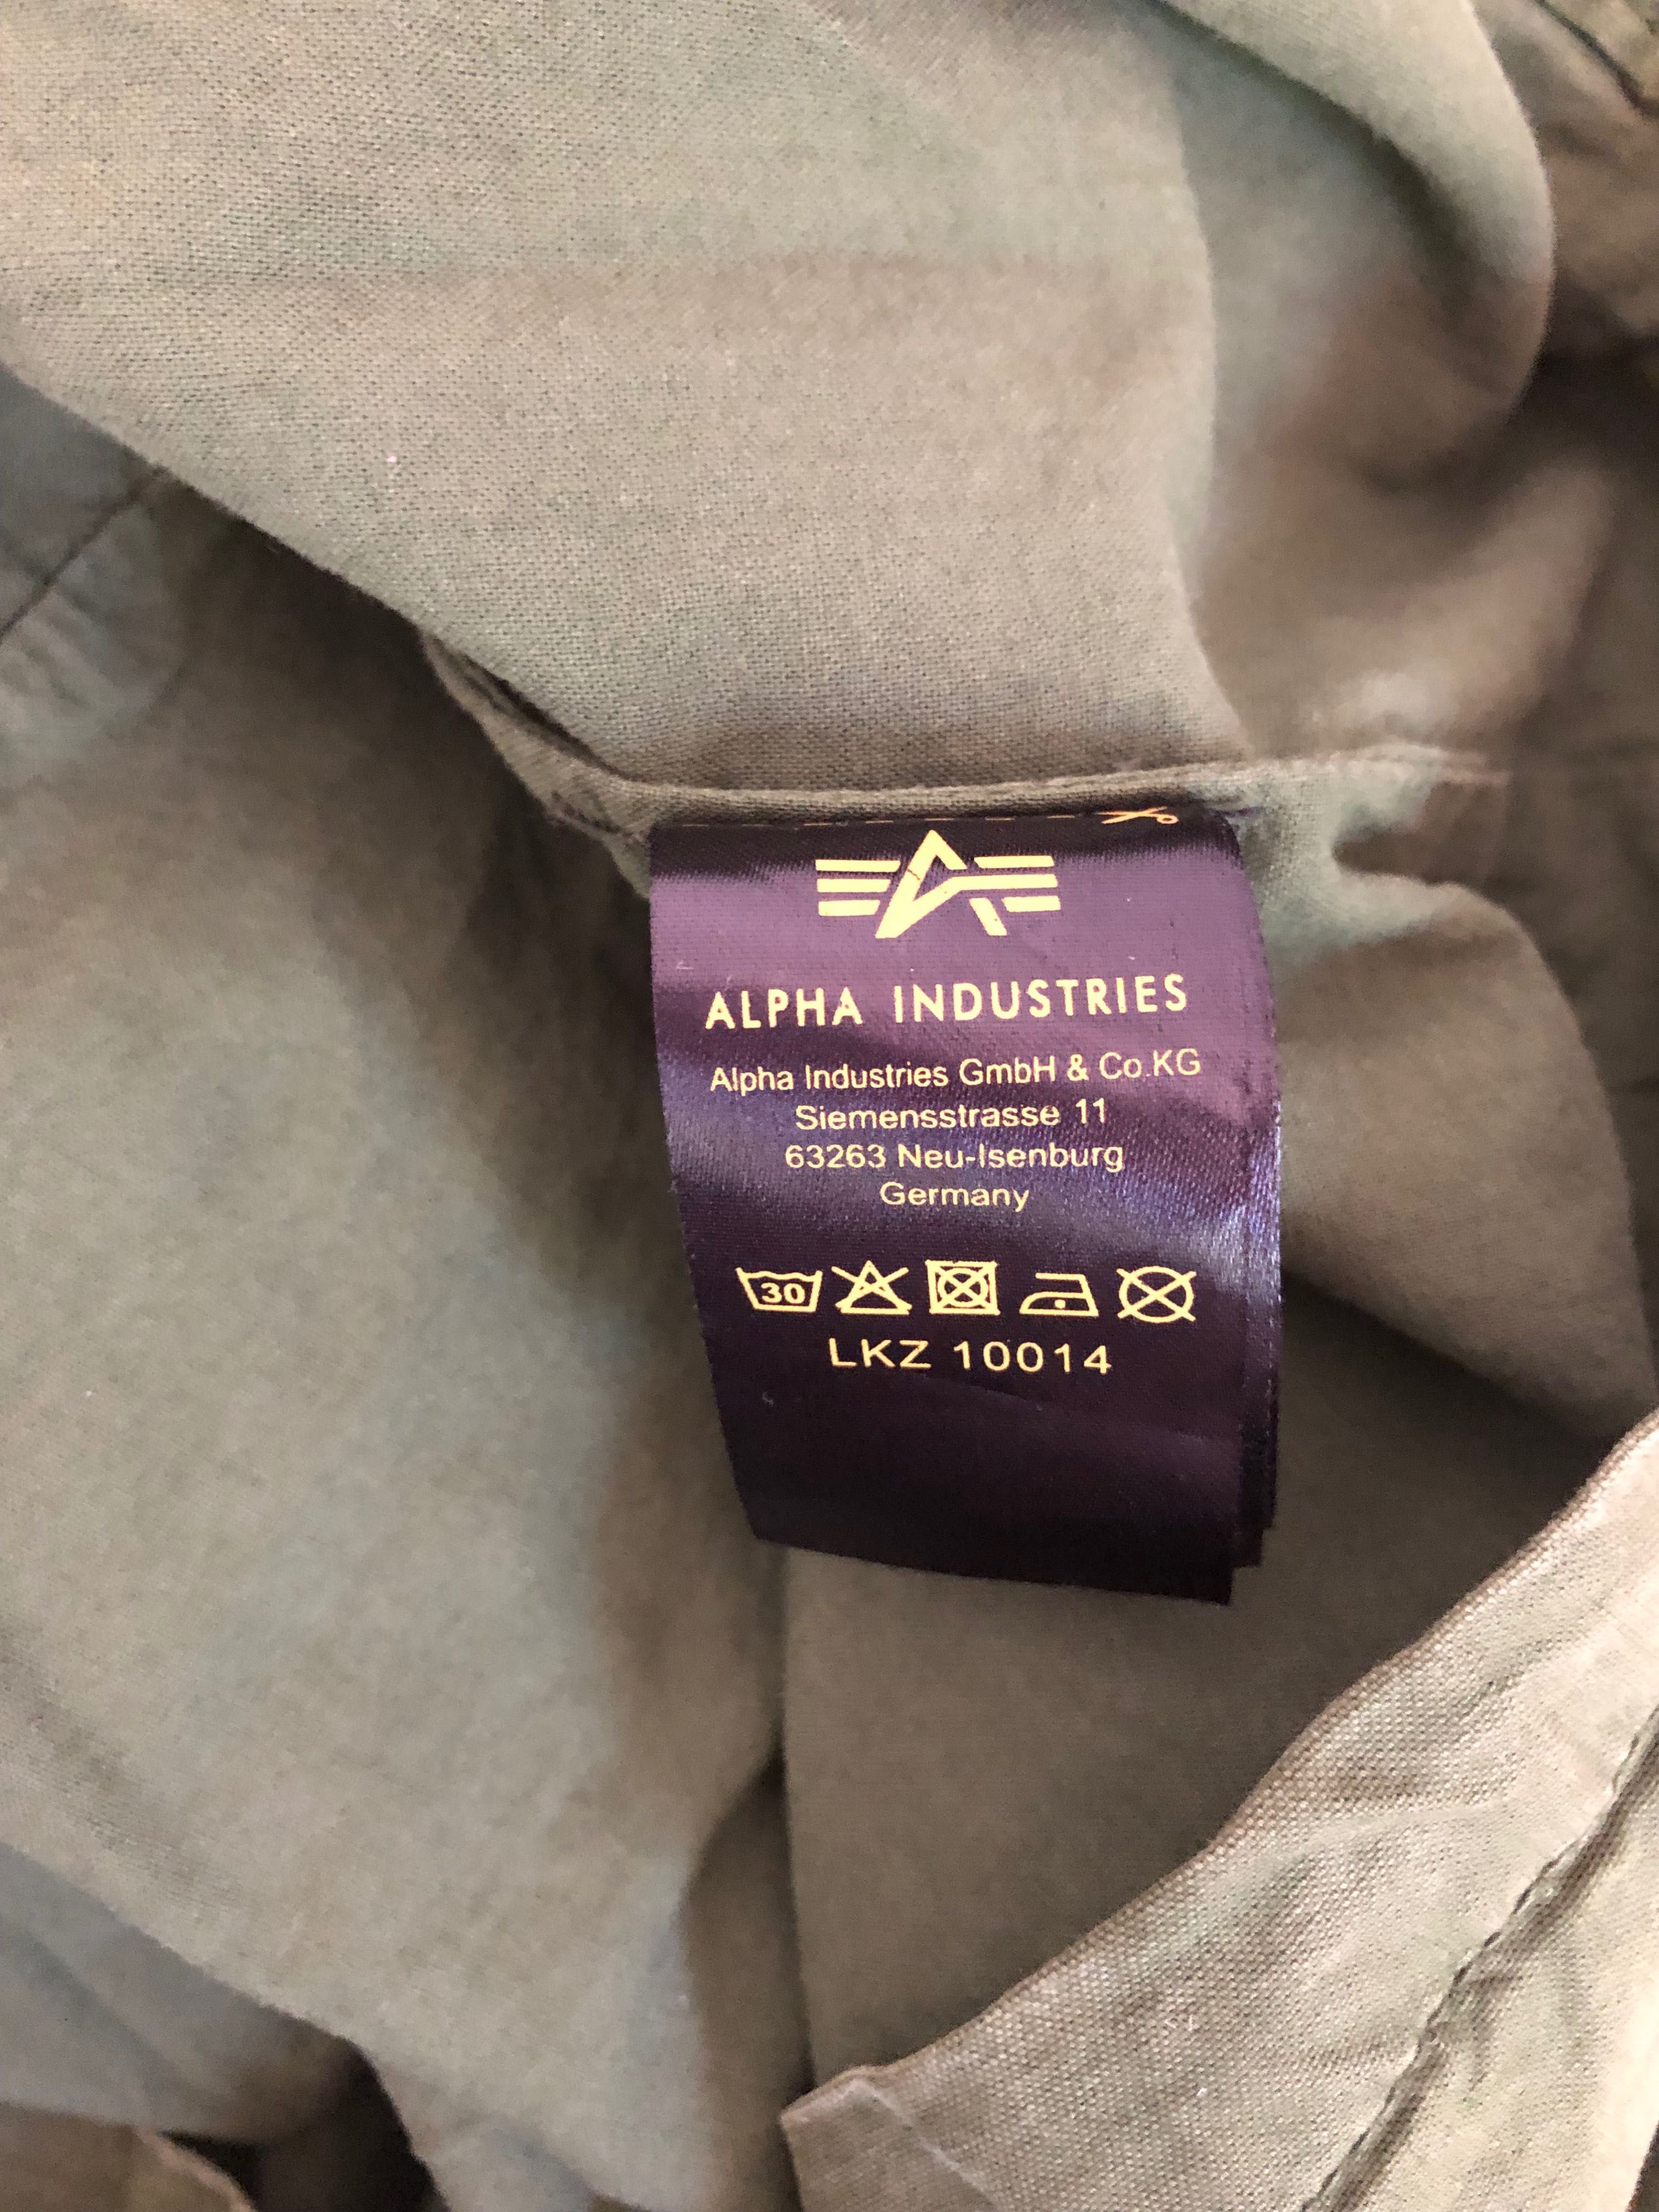 ALPHA INDUSTRIES
Alpha Industries GmbH & Co.KG
Siemensstrasse 11
63263 Neu-Isenburg
Germany
30
LKZ 10014